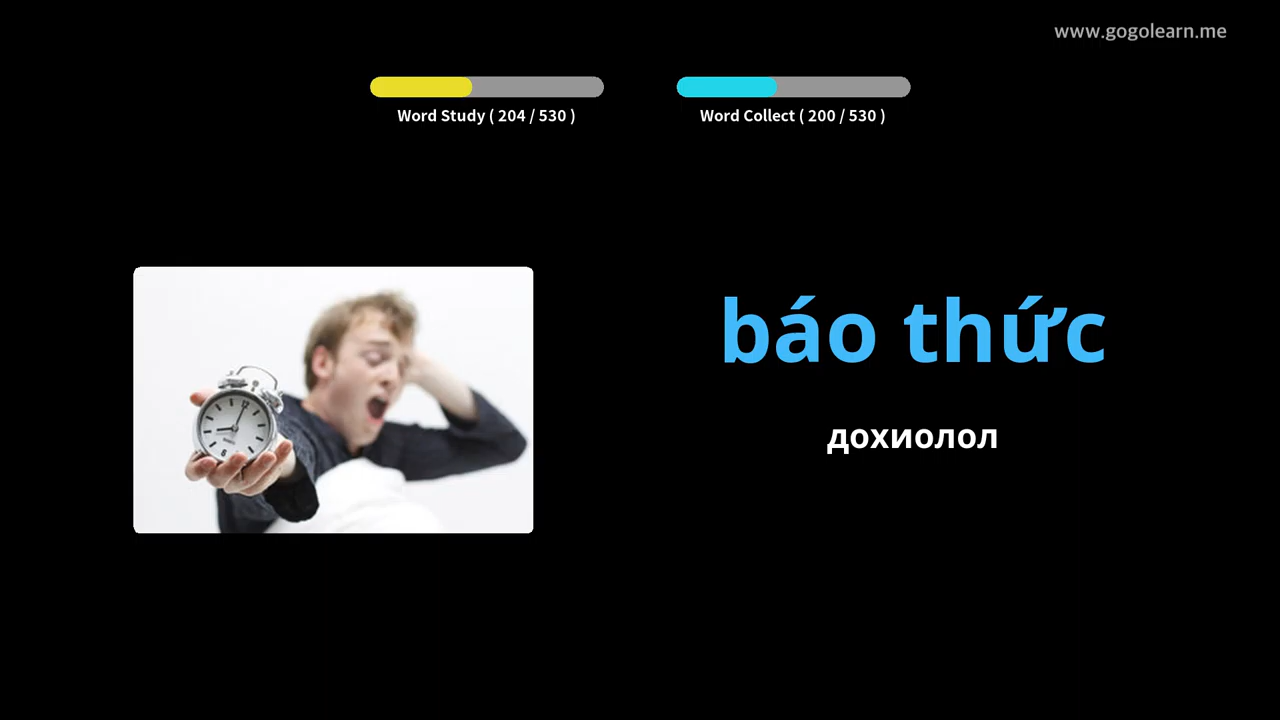 www.gogolearn.me
Word Study ( 204 / 530 )
Word Collect ( 200 / 530 )
báo thức
дохиолол